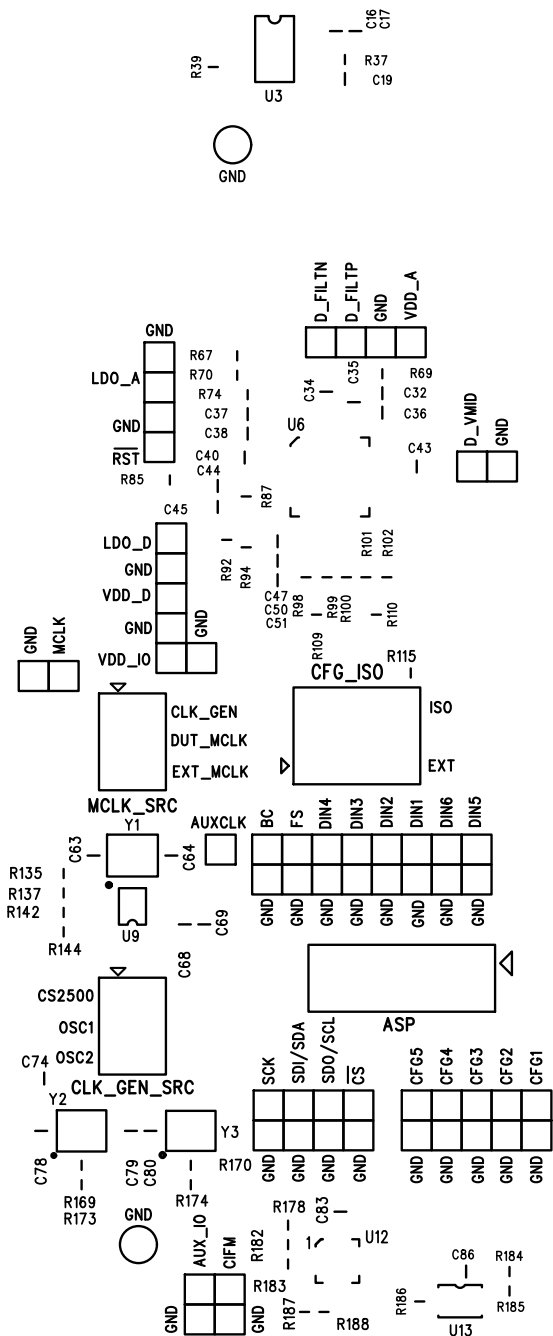 C16
C17
R39
R37
C19
U3
GND
D_FILTN
D_FILTP
GND
VDD_A
GND
R67
LDO_A
R70
R74
C37
GND
C38
RST
C40
R85
C44
C45
R87
C34
C35
R69
C32
C36
U6
C43
D_VMID
GND
R101
R102
LDO_D
GND
VDD_D
GND
VDD_IO
GND
R92
R94
C47
C50
C51
R98
R99
R100
R110
R109
GND
MCLK
CFG_ISO
R115
CLK_GEN
DUT_MCLK
EXT_MCLK
ISO
EXT
MCLK_SRC
Y1
AUXCLK
BC
FS
DIN4
DIN3
DIN2
DIN1
DIN6
DIN5
C63
C64
R135
R137
R142
R144
U9
C69
C68
GND
GND
GND
GND
GND
GND
GND
GND
CS2500
OSC1
OSC2
CLK_GEN_SRC
ASP
C74
Y2
C78
C79
C80
Y3
SCK
SDI/SDA
SDO/SCL
CS
CFG5
CFG4
CFG3
CFG2
CFG1
R170
GND
GND
GND
GND
GND
GND
GND
GND
GND
R169
R173
R174
GND
AUX_IO
CIFM
R182
R178
C83
1
U12
R183
GND
GND
R187
R188
C86
R184
R186
R185
U13